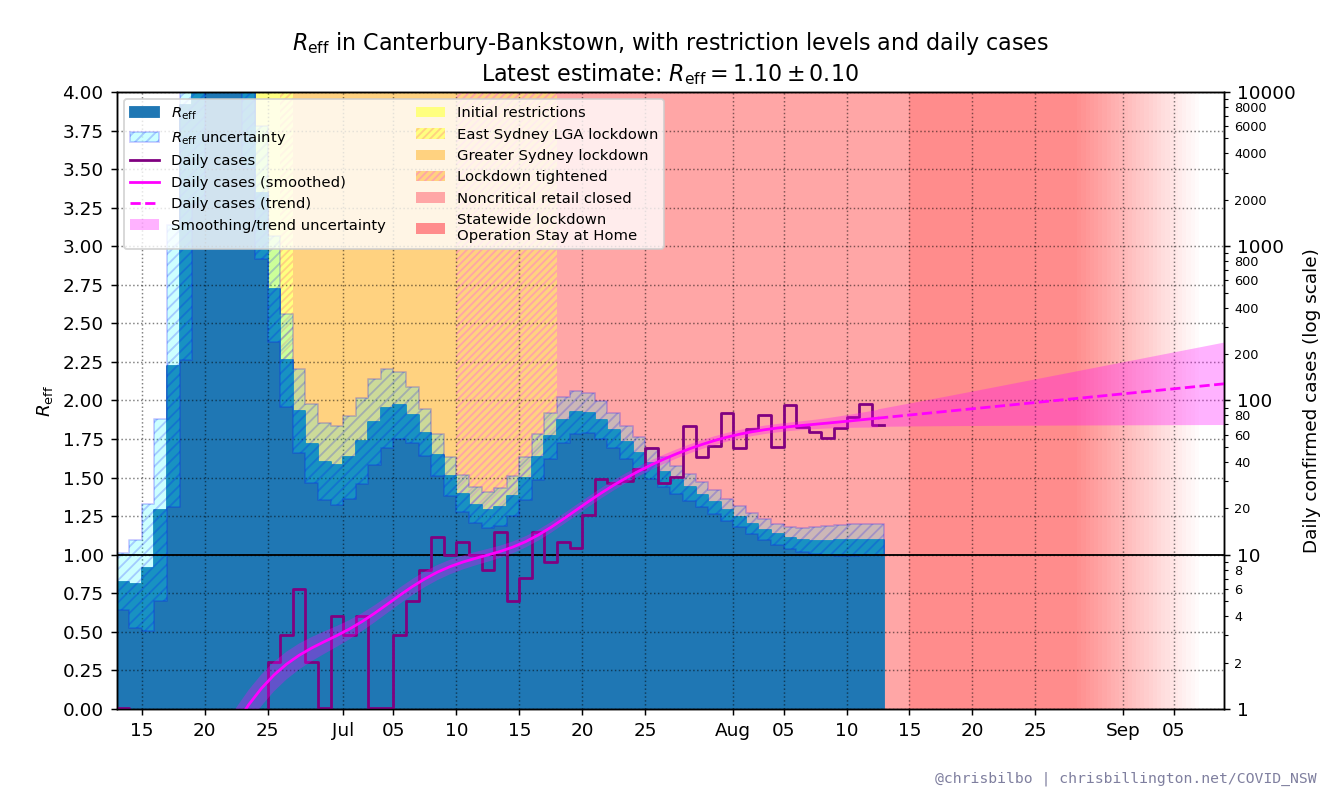 Reff in Canterbury-Bankstown, with restriction levels and daily cases
Latest estimate: Reff = 1.10 ± 0.10
Reff
Reff uncertainty
Daily cases
Daily cases (smoothed)
Daily cases (trend)
Smoothing/trend uncertainty
Initial restrictions
East Sydney LGA lockdown
Greater Sydney lockdown
Lockdown tightened
Noncritical retail closed
Statewide lockdown
Operation Stay at Home
4.00
3.75
3.50
3.25
3.00
2.75
2.50
2.25
2.00
1.75
1.50
1.25
1.00
0.75
0.50
0.25
0.00
Reff
10000
8000
6000
4000
2000
1000
800
600
400
200
100
80
60
40
20
10
8
6
4
2
1
Daily confirmed cases (log scale)
15 20 25 Jul 05 10 15 20 25 Aug 05 10 15 20 25 Sep 05
@chrisbilbo | chrisbillington.net/COVID_NSW